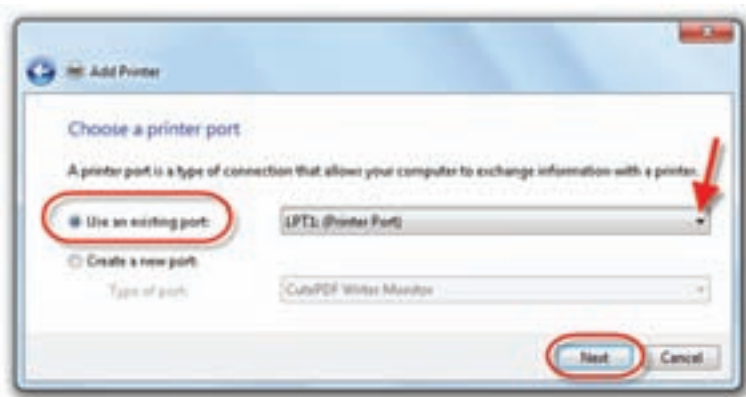 Add Printer
Choose a printer port
A printer port is a type of connection that allows your computer to exchange information with a printer.
Use an existing port: LPT1: (Printer Port)
Create a new port:
Type of port: CutePDF Writer Monitor
Next Cancel